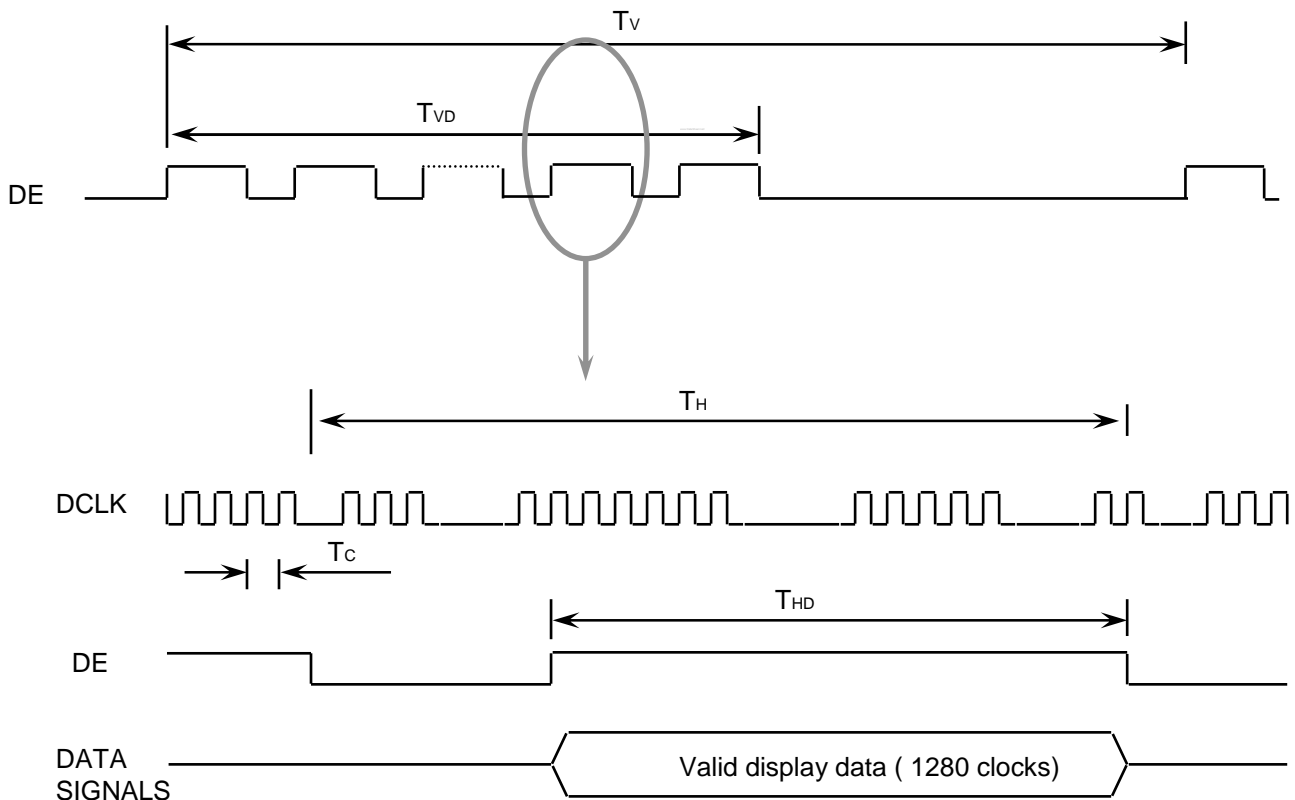 TV
TVD
DE
TH
DCLK
TC
THD
DE
DATA
SIGNALS
Valid display data ( 1280 clocks)